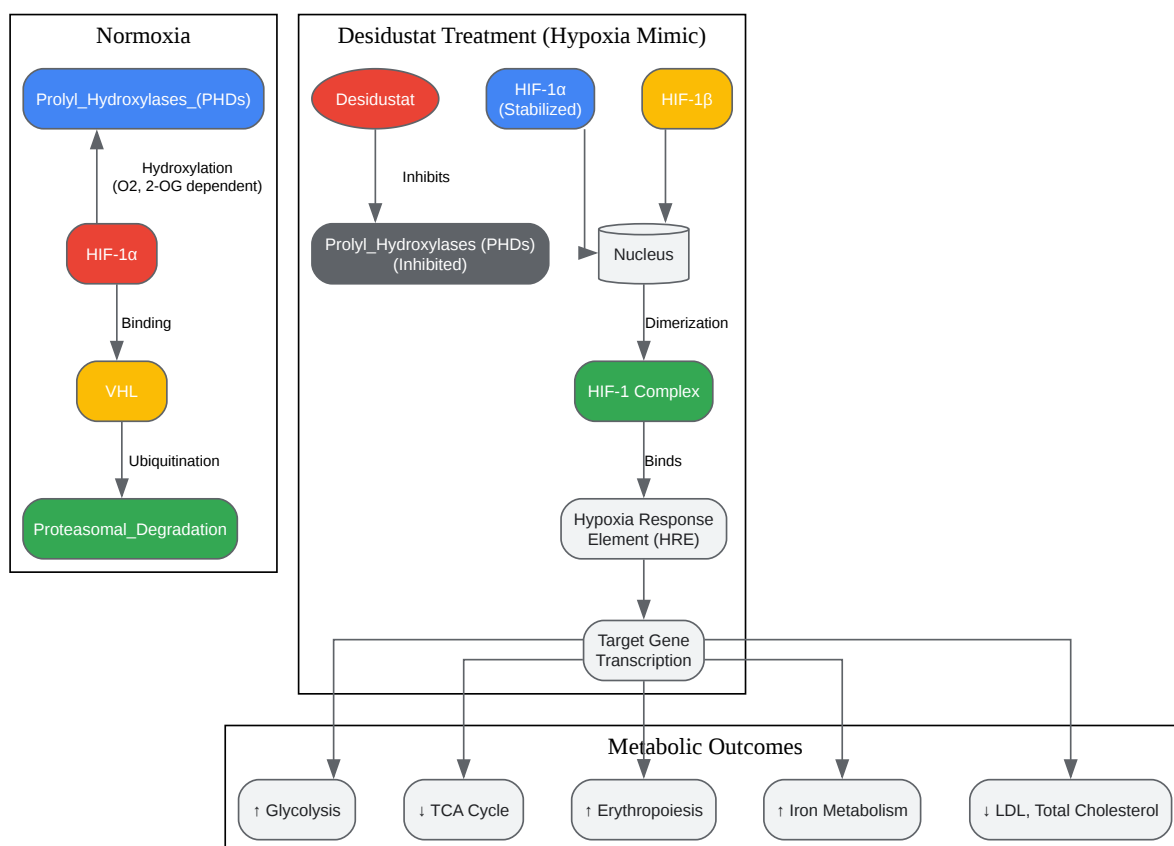 Normoxia
Prolyl_Hydroxylases_(PHDs)
Hydroxylation
(O2, 2-OG dependent)
HIF-1α
Binding
VHL
Ubiquitination
Proteasomal_Degradation
Desidustat Treatment (Hypoxia Mimic)
Desidustat
HIF-1α
(Stabilized)
HIF-1β
Inhibits
Prolyl_Hydroxylases (PHDs)
(Inhibited)
Nucleus
Dimerization
HIF-1 Complex
Binds
Hypoxia Response
Element (HRE)
Target Gene
Transcription
Metabolic Outcomes
↑ Glycolysis
↓ TCA Cycle
↑ Erythropoiesis
↑ Iron Metabolism
↓ LDL, Total Cholesterol